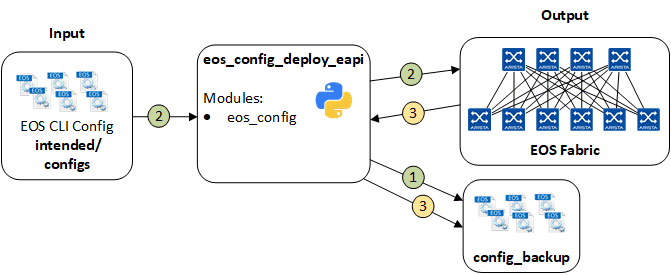 Input
EOS EOS EOS
EOS EOS EOS
EOS CLI Config
intended/
configs
2
eos_config_deploy_eapi
Modules:
• eos_config
2
3
1
3
Output
ARISTA ARISTA ARISTA ARISTA
ARISTA ARISTA ARISTA ARISTA ARISTA
EOS Fabric
EOS EOS EOS
EOS EOS EOS
config_backup